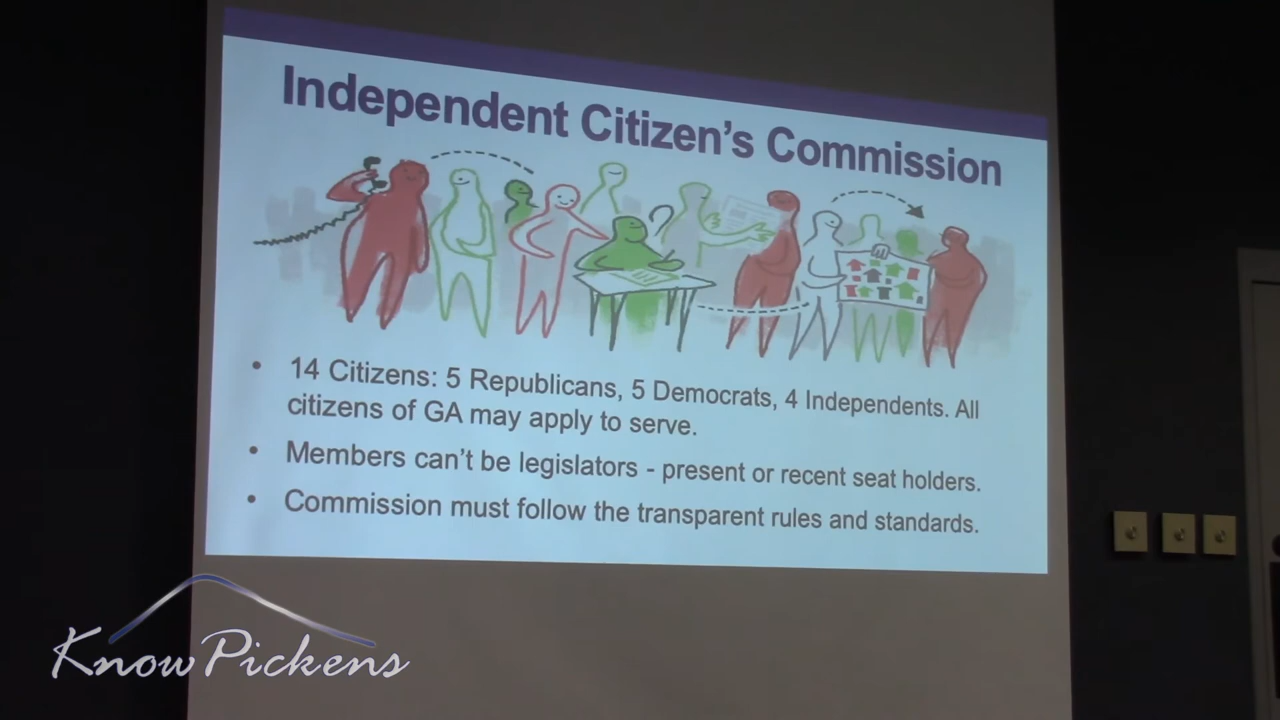 Independent Citizen's Commission
• 14 Citizens: 5 Republicans, 5 Democrats, 4 Independents. All
citizens of GA may apply to serve.
• Members can't be legislators - present or recent seat holders.
• Commission must follow the transparent rules and standards.
KnowPickens